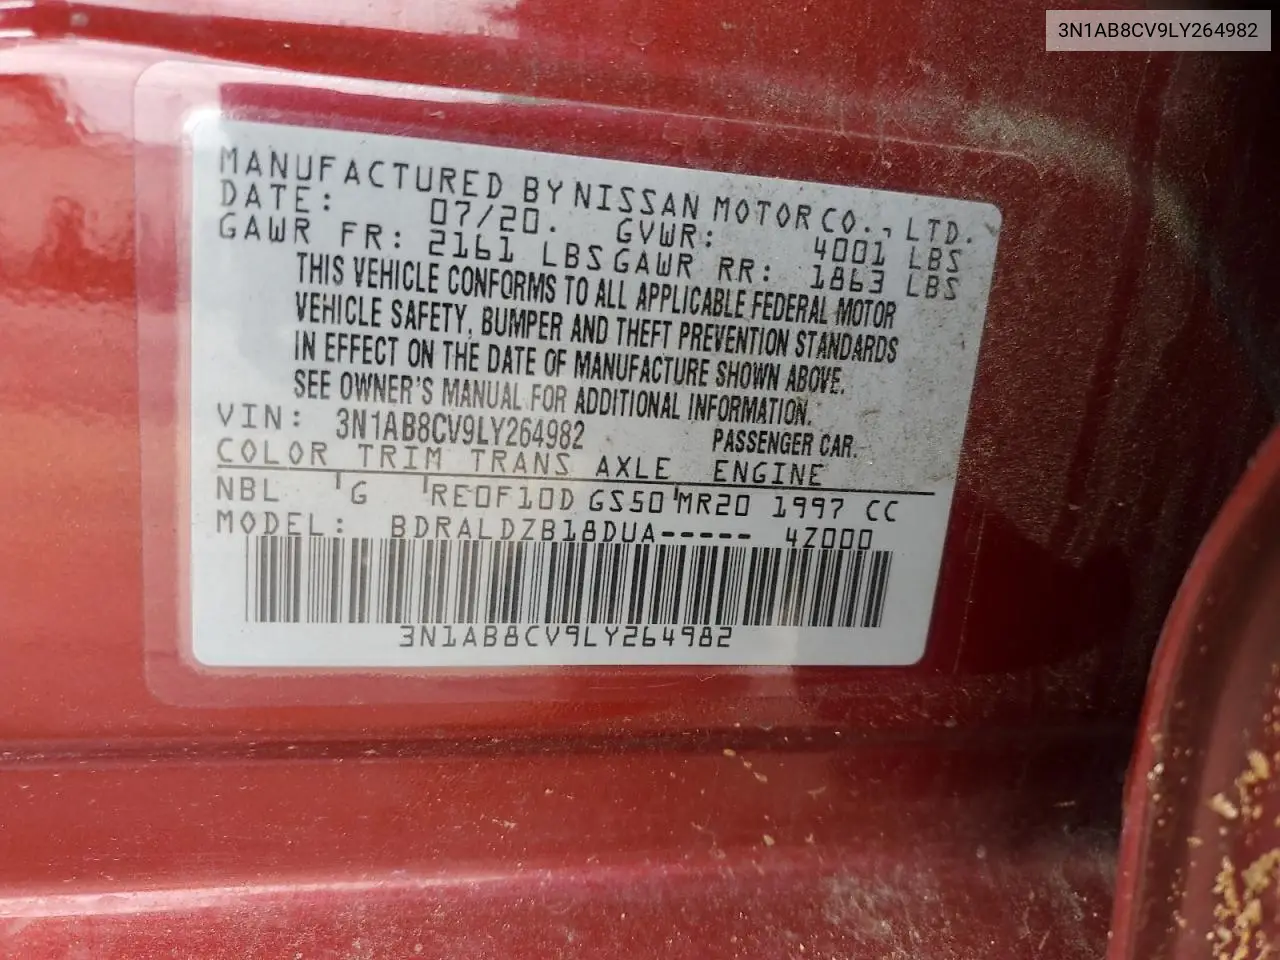 3N1AB8CV9LY264982
MANUFACTURED BY NISSAN MOTOR CO., LTD.
DATE: 07/20. GVWR: 4001 LBS
GAWR FR: 2161 LBS GAWR RR: 1863 LBS
THIS VEHICLE CONFORMS TO ALL APPLICABLE FEDERAL MOTOR
VEHICLE SAFETY, BUMPER AND THEFT PREVENTION STANDARDS
IN EFFECT ON THE DATE OF MANUFACTURE SHOWN ABOVE.
SEE OWNER'S MANUAL FOR ADDITIONAL INFORMATION.
VIN: 3N1AB8CV9LY264982 PASSENGER CAR.
COLOR TRIM TRANS AXLE ENGINE
NBL G RE0F10D GS50 MR20 1997 CC
MODEL: BDRALDZB18DUA----- 4Z000
3N1AB8CV9LY264982